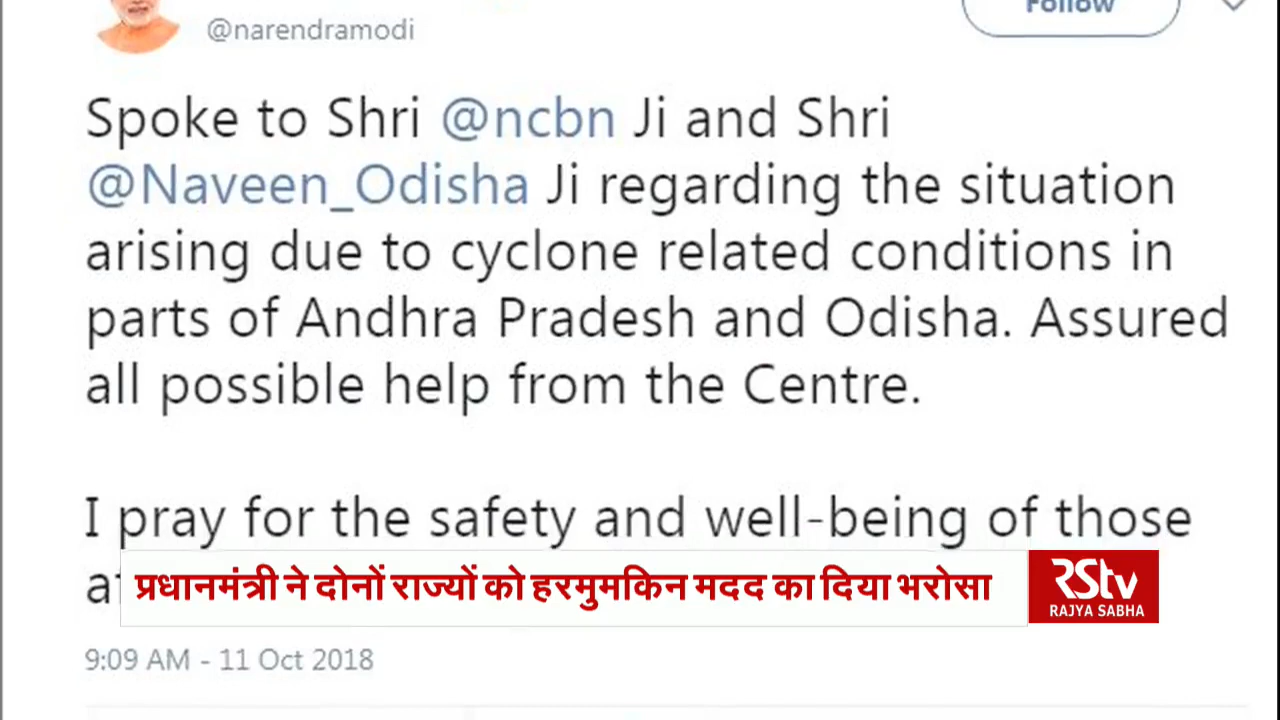 Follow
@narendramodi
Spoke to Shri @ncbn Ji and Shri
@Naveen_Odisha Ji regarding the situation
arising due to cyclone related conditions in
parts of Andhra Pradesh and Odisha. Assured
all possible help from the Centre.
I pray for the safety and well-being of those
प्रधानमंत्री ने दोनों राज्यों को हरमुमकिन मदद का दिया भरोसा
RStv
RAJYA SABHA
9:09 AM - 11 Oct 2018